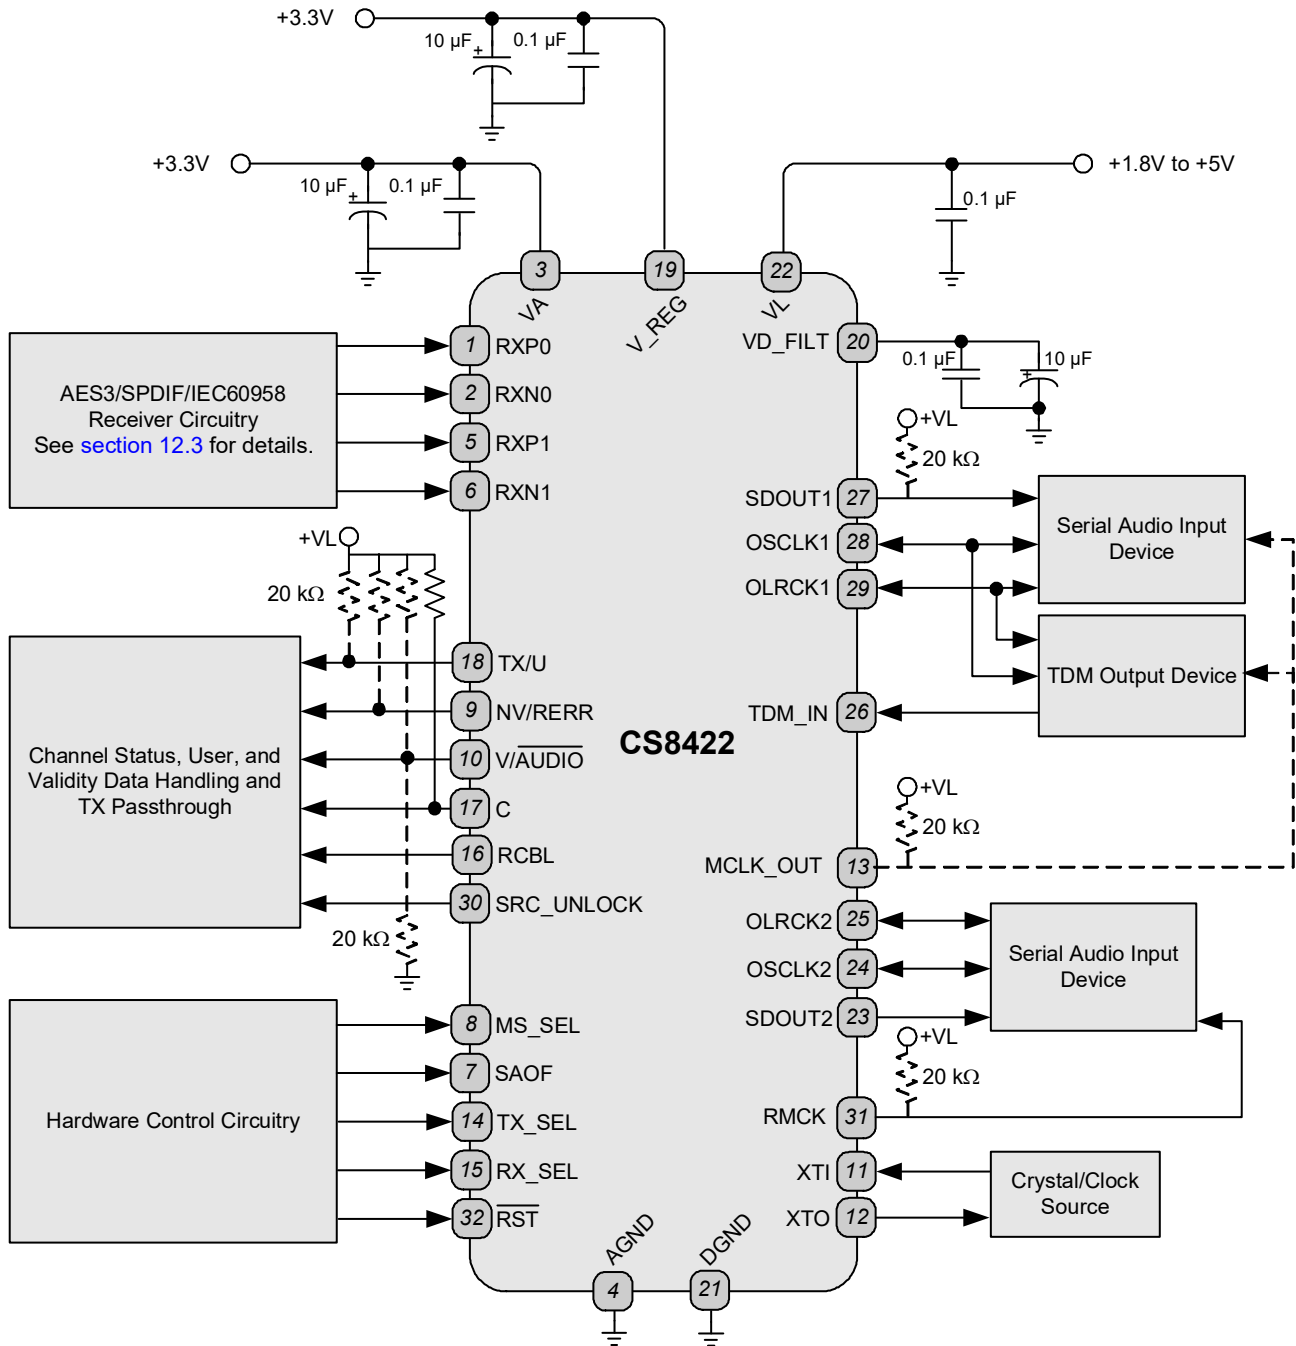 +3.3V
10 µF
+
0.1 µF
+3.3V
10 µF
+
0.1 µF
+1.8V to +5V
0.1 µF
3
19
22
VA
V_REG
VL
AES3/SPDIF/IEC60958
Receiver Circuitry
See section 12.3 for details.
1
RXP0
2
RXN0
5
RXP1
6
RXN1
VD_FILT
20
0.1 µF
10 µF
+
+VL
20 kΩ
SDOUT1
27
OSCLK1
28
OLRCK1
29
Serial Audio Input
Device
TDM Output Device
TDM_IN
26
+VL
20 kΩ
Channel Status, User, and
Validity Data Handling and
TX Passthrough
18
TX/U
9
NV/RERR
10
V/AUDIO
17
C
16
RCBL
30
SRC_UNLOCK
20 kΩ
CS8422
+VL
20 kΩ
MCLK_OUT
13
OLRCK2
25
OSCLK2
24
SDOUT2
23
Serial Audio Input
Device
+VL
20 kΩ
RMCK
31
XTI
11
XTO
12
Crystal/Clock
Source
Hardware Control Circuitry
8
MS_SEL
7
SAOF
14
TX_SEL
15
RX_SEL
32
RST
AGND
DGND
4
21